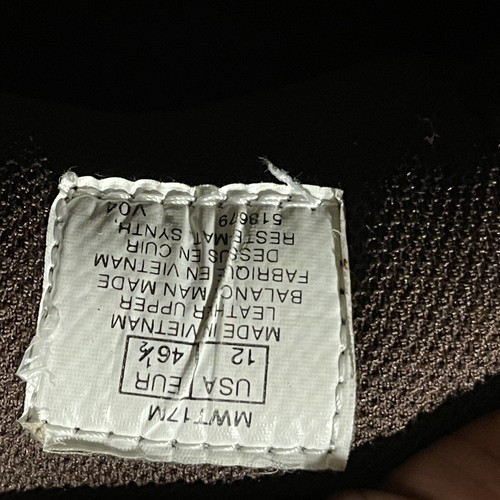 MWT17M
USA EUR
12 46½
MADE IN VIETNAM
LEATHER UPPER
BALANC. MAN MADE
FABRIQUE EN VIETNAM
DESSUS EN CUIR
RESTE MAT SYNTH.
518679 V04